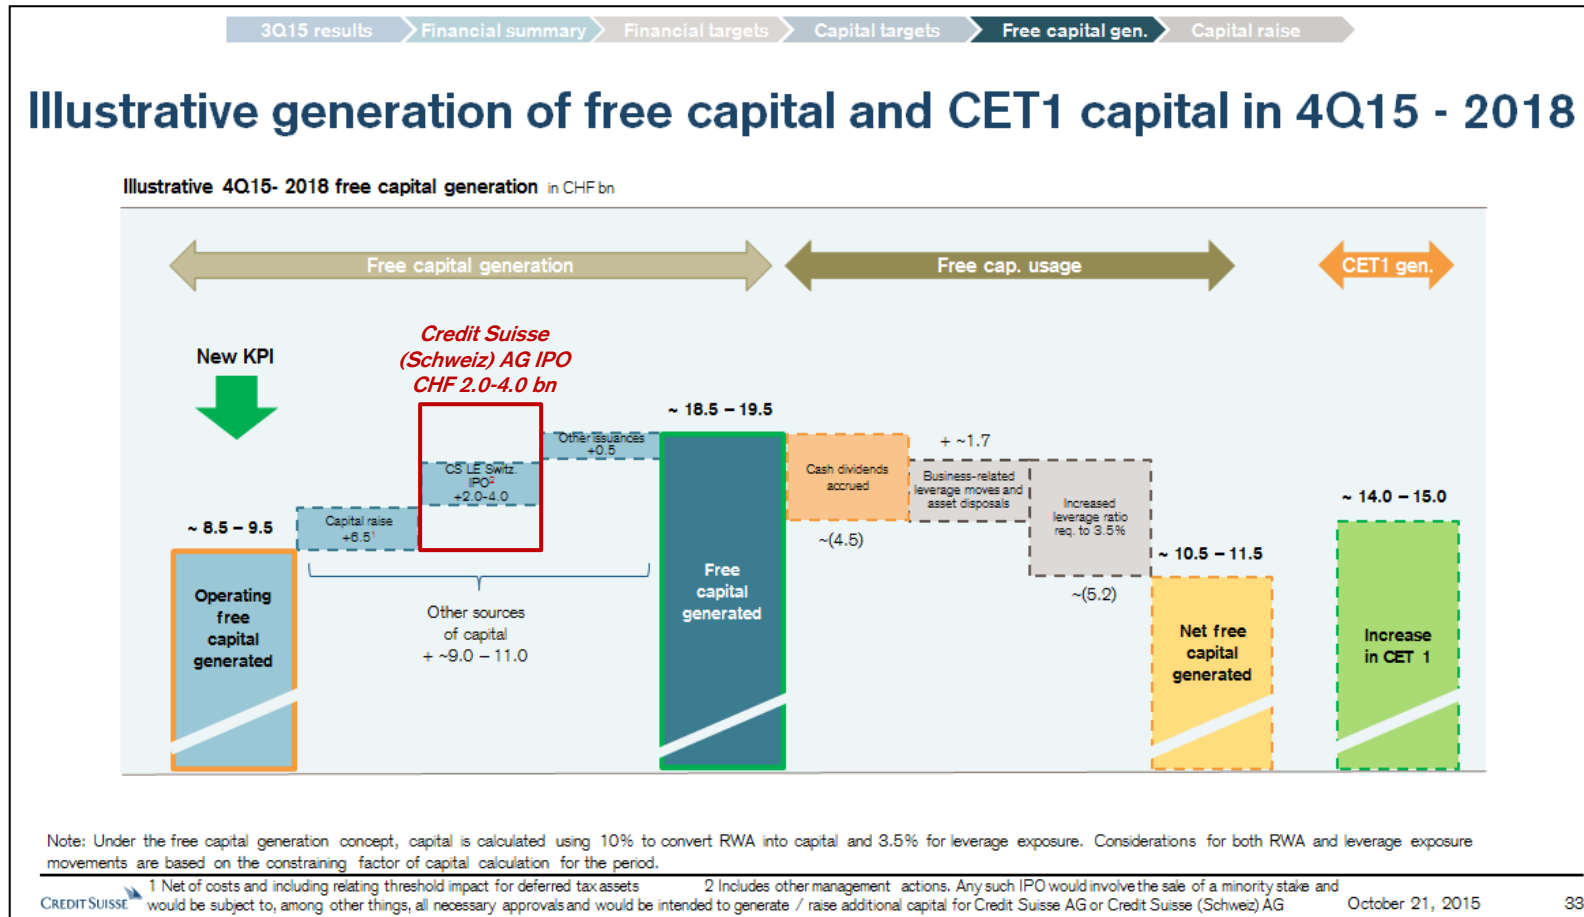 3Q15 results Financial summary Financial targets Capital targets Free capital gen. Capital raise
Illustrative generation of free capital and CET1 capital in 4Q15 - 2018
Illustrative 4Q15- 2018 free capital generation in CHF bn
Free capital generation
Free cap. usage
CET1 gen.
New KPI
Credit Suisse
(Schweiz) AG IPO
CHF 2.0-4.0 bn
~ 8.5 – 9.5
Operating
free
capital
generated
Capital raise
+6.5¹
CS LE Switz.
IPO²
+2.0-4.0
Other issuances
+0.5
Other sources
of capital
+ ~9.0 – 11.0
~ 18.5 – 19.5
Free
capital
generated
Cash dividends
accrued
~(4.5)
+ ~1.7
Business-related
leverage moves and
asset disposals
Increased
leverage ratio
req. to 3.5%
~(5.2)
~ 10.5 – 11.5
Net free
capital
generated
~ 14.0 – 15.0
Increase
in CET 1
Note: Under the free capital generation concept, capital is calculated using 10% to convert RWA into capital and 3.5% for leverage exposure. Considerations for both RWA and leverage exposure
movements are based on the constraining factor of capital calculation for the period.
1 Net of costs and including relating threshold impact for deferred tax assets 2 Includes other management actions. Any such IPO would involve the sale of a minority stake and
would be subject to, among other things, all necessary approvals and would be intended to generate / raise additional capital for Credit Suisse AG or Credit Suisse (Schweiz) AG
CREDIT SUISSE
October 21, 2015
33